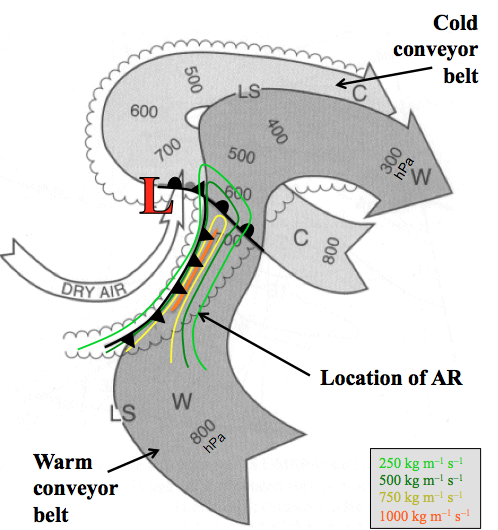 Cold
conveyor
belt
500
LS
C
600
400
700
500
300
hPa
W
L
600
C
800
DRY AIR
Location of AR
W
LS
800
hPa
Warm
conveyor
belt
250 kg m⁻¹ s⁻¹
500 kg m⁻¹ s⁻¹
750 kg m⁻¹ s⁻¹
1000 kg m⁻¹ s⁻¹